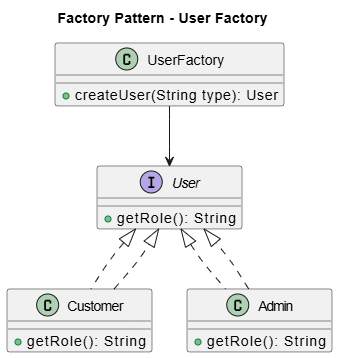 Factory Pattern - User Factory
C UserFactory
createUser(String type): User
I User
getRole(): String
C Customer
getRole(): String
C Admin
getRole(): String